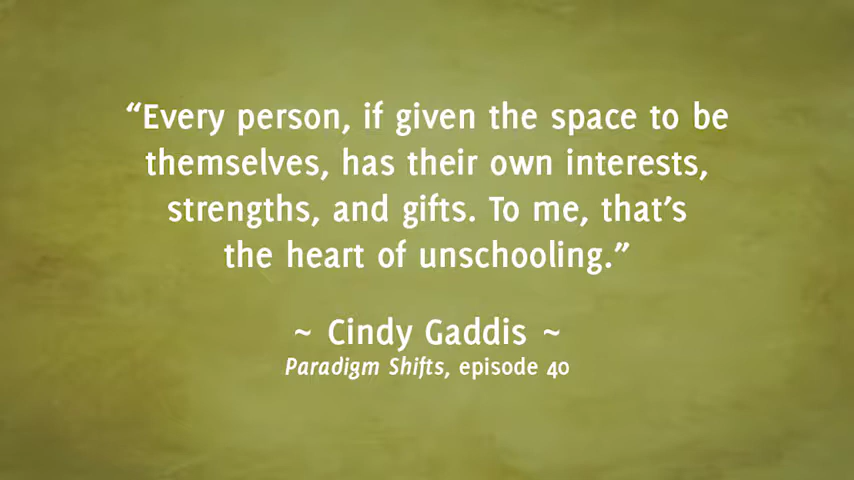 “Every person, if given the space to be
themselves, has their own interests,
strengths, and gifts. To me, that’s
the heart of unschooling.”
~ Cindy Gaddis ~
Paradigm Shifts, episode 40